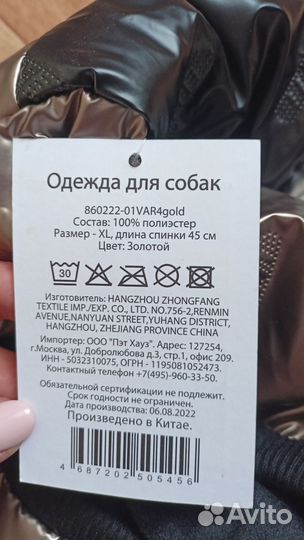 Одежда для собак
860222-01VAR4gold
Состав: 100% полиэстер
Размер - XL, длина спинки 45 см
Цвет: Золотой
30
Изготовитель: HANGZHOU ZHONGFANG
TEXTILE IMP./EXP. CO., LTD. NO.756-2,RENMIN
AVENUE,NANYUAN STREET,YUHANG DISTRICT,
HANGZHOU, ZHEJIANG PROVINCE CHINA
Импортер: ООО "Пэт Хауз". Адрес: 127254,
г.Москва, ул. Добролюбова д.3, стр.1, офис 209.
ИНН - 5032310075, ОГРН - 1195081052473.
Контактный телефон +7(495)-960-33-50.
Обязательной сертификации не подлежит.
Срок годности не ограничен.
Дата производства: 06.08.2022
Произведено в Китае.
4 687202 505456
Avito